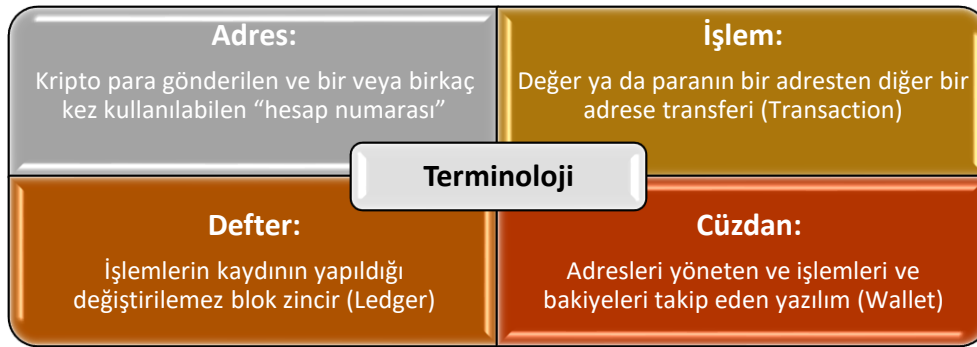 Adres:
Kripto para gönderilen ve bir veya birkaç
kez kullanılabilen “hesap numarası”
İşlem:
Değer ya da paranın bir adresten diğer bir
adrese transferi (Transaction)
Terminoloji
Defter:
İşlemlerin kaydının yapıldığı
değiştirilemez blok zincir (Ledger)
Cüzdan:
Adresleri yöneten ve işlemleri ve
bakiyeleri takip eden yazılım (Wallet)